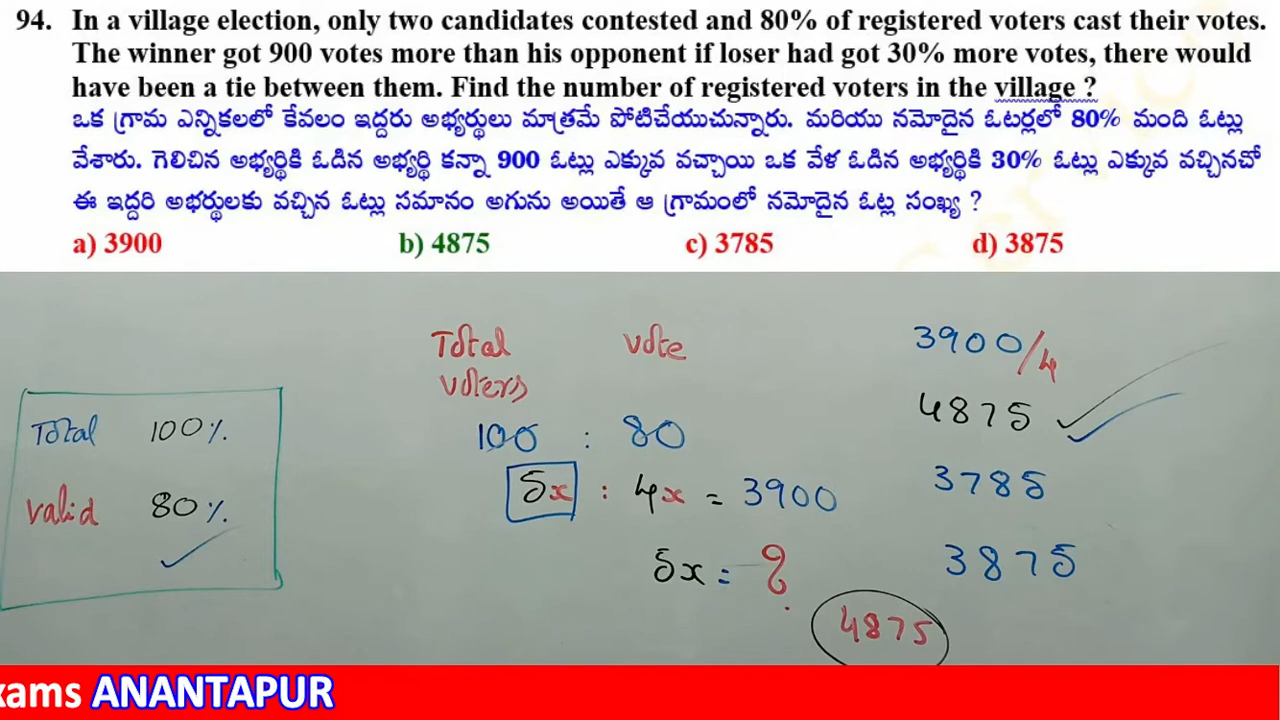 94. In a village election, only two candidates contested and 80% of registered voters cast their votes.
The winner got 900 votes more than his opponent if loser had got 30% more votes, there would
have been a tie between them. Find the number of registered voters in the village ?
ఒక గ్రామ ఎన్నికలలో కేవలం ఇద్దరు అభ్యర్థులు మాత్రమే పోటిచేయుచున్నారు. మరియు నమోదైన ఓటర్లలో 80% మంది ఓట్లు
వేశారు. గెలిచిన అభ్యర్థికి ఓడిన అభ్యర్థి కన్నా 900 ఓట్లు ఎక్కువ వచ్చాయి ఒక వేళ ఓడిన అభ్యర్థికి 30% ఓట్లు ఎక్కువ వచ్చినచో
ఈ ఇద్దరి అభర్థులకు వచ్చిన ఓట్లు సమానం అగును అయితే ఆ గ్రామంలో నమోదైన ఓట్ల సంఖ్య ?
a) 3900 b) 4875 c) 3785 d) 3875
Total vote 3900/4
voters
4875
Total 100%. 100 : 80
5x : 4x = 3900 3785
valid 80%.
5x = ? 3875
4875
xams ANANTAPUR